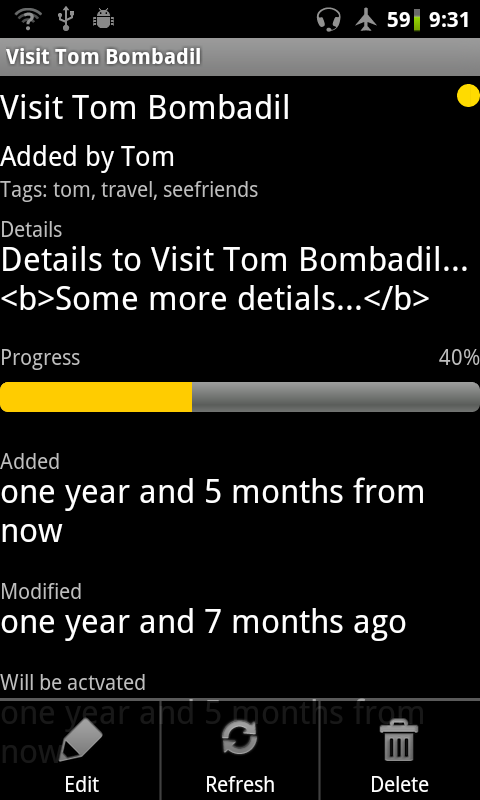 59 9:31
Visit Tom Bombadil
Visit Tom Bombadil
Added by Tom
Tags: tom, travel, seefriends
Details
Details to Visit Tom Bombadil...
<b>Some more detials...</b>
Progress 40%
Added
one year and 5 months from
now
Modified
one year and 7 months ago
Will be actvated
one year and 5 months from
now
Edit Refresh Delete